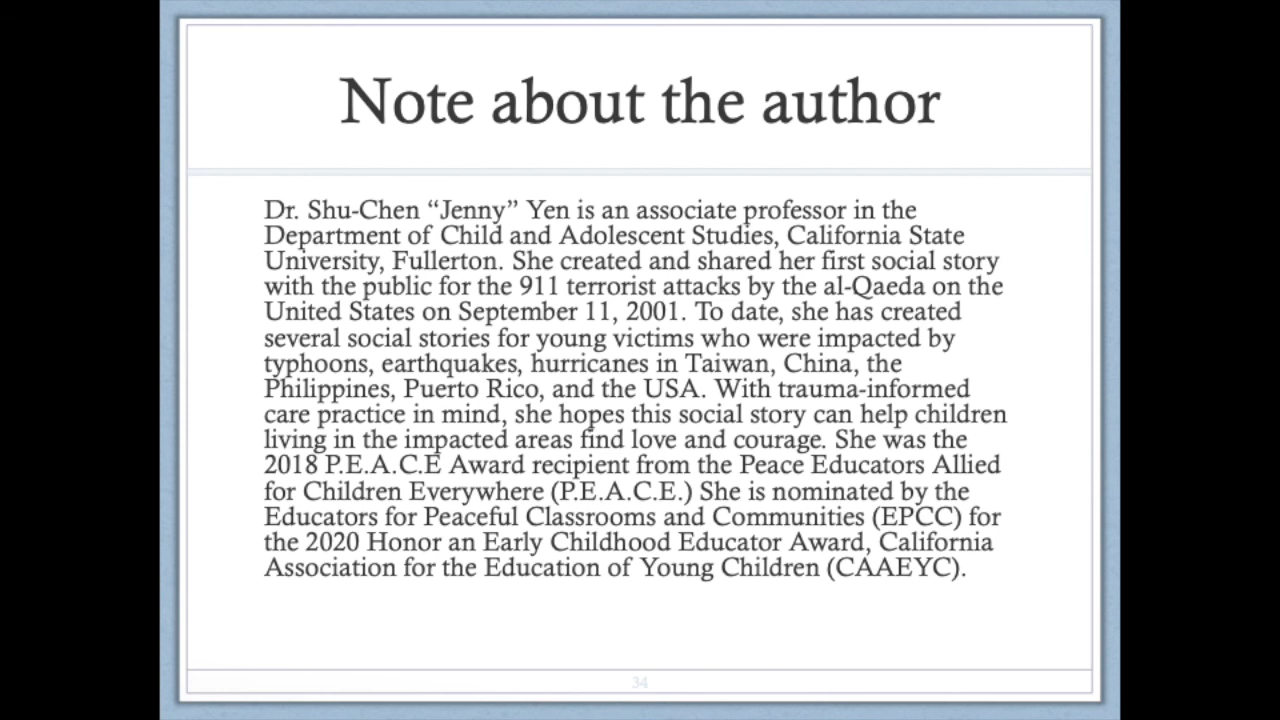 Note about the author
Dr. Shu-Chen “Jenny” Yen is an associate professor in the
Department of Child and Adolescent Studies, California State
University, Fullerton. She created and shared her first social story
with the public for the 911 terrorist attacks by the al-Qaeda on the
United States on September 11, 2001. To date, she has created
several social stories for young victims who were impacted by
typhoons, earthquakes, hurricanes in Taiwan, China, the
Philippines, Puerto Rico, and the USA. With trauma-informed
care practice in mind, she hopes this social story can help children
living in the impacted areas find love and courage. She was the
2018 P.E.A.C.E Award recipient from the Peace Educators Allied
for Children Everywhere (P.E.A.C.E.) She is nominated by the
Educators for Peaceful Classrooms and Communities (EPCC) for
the 2020 Honor an Early Childhood Educator Award, California
Association for the Education of Young Children (CAAEYC).
34